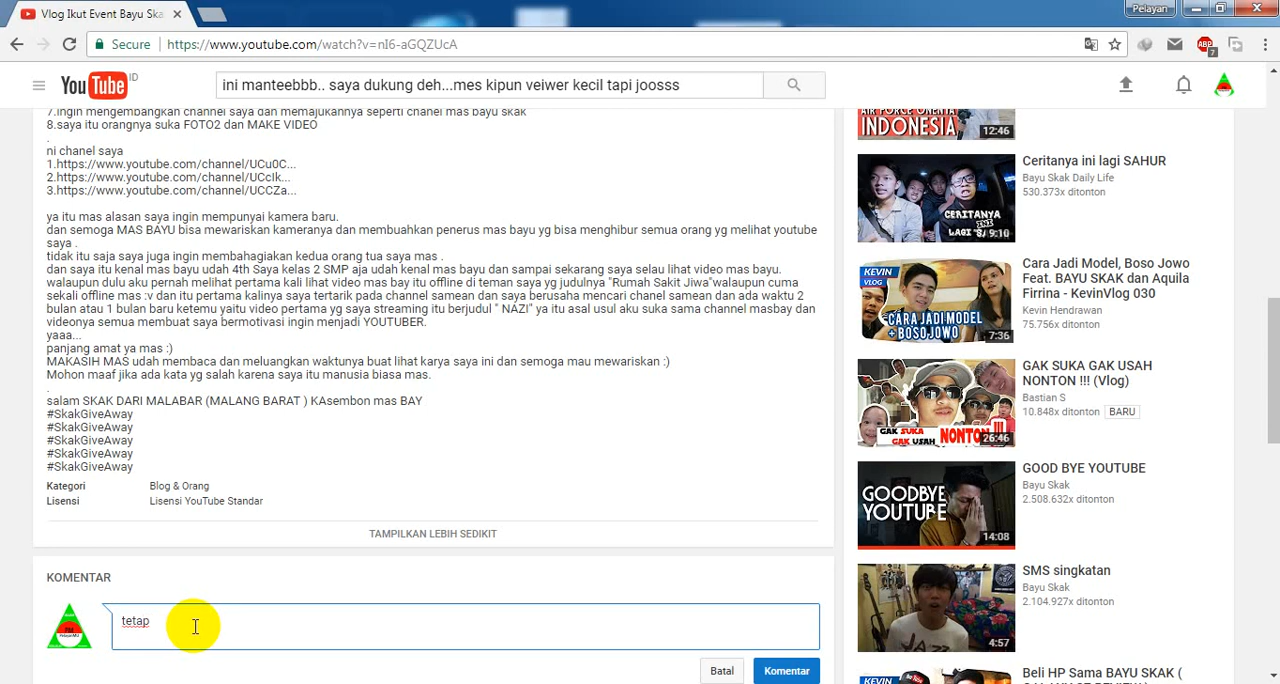 Vlog Ikut Event Bayu Ska
Pelayan
Secure
https://www.youtube.com/watch?v=nI6-aGQZUcA
ABP
7
YouTube ID
ini manteebbb.. saya dukung deh...mes kipun veiwer kecil tapi joosss
7.ingin mengembangkan channel saya dan memajukannya seperti chanel mas bayu skak
8.saya itu orangnya suka FOTO2 dan MAKE VIDEO
.
ni chanel saya
1.https://www.youtube.com/channel/UCu0C...
2.https://www.youtube.com/channel/UCcIk...
3.https://www.youtube.com/channel/UCCZa...
ya itu mas alasan saya ingin mempunyai kamera baru.
dan semoga MAS BAYU bisa mewariskan kameranya dan membuahkan penerus mas bayu yg bisa menghibur semua orang yg melihat youtube
saya .
tidak itu saja saya juga ingin membahagiakan kedua orang tua saya mas .
dan saya itu kenal mas bayu udah 4th Saya kelas 2 SMP aja udah kenal mas bayu dan sampai sekarang saya selau lihat video mas bayu.
walaupun dulu aku pernah melihat pertama kali lihat video mas bay itu offline di teman saya yg judulnya "Rumah Sakit Jiwa"walaupun cuma
sekali offline mas :v dan itu pertama kalinya saya tertarik pada channel samean dan saya berusaha mencari chanel samean dan ada waktu 2
bulan atau 1 bulan baru ketemu yaitu video pertama yg saya streaming itu berjudul " NAZI" ya itu asal usul aku suka sama channel masbay dan
videonya semua membuat saya bermotivasi ingin menjadi YOUTUBER.
yaaa...
panjang amat ya mas :)
MAKASIH MAS udah membaca dan meluangkan waktunya buat lihat karya saya ini dan semoga mau mewariskan :)
Mohon maaf jika ada kata yg salah karena saya itu manusia biasa mas.
.
salam SKAK DARI MALABAR (MALANG BARAT ) KAsembon mas BAY
#SkakGiveAway
#SkakGiveAway
#SkakGiveAway
#SkakGiveAway
#SkakGiveAway
Kategori Blog & Orang
Lisensi Lisensi YouTube Standar
TAMPILKAN LEBIH SEDIKIT
KOMENTAR
tetap
Batal
Komentar
INDONESIA
12:46
CERITANYA
INI
LAGI
9:10
Ceritanya ini lagi SAHUR
Bayu Skak Daily Life
530.373x ditonton
KEVIN
VLOG
CARA JADI MODEL
+ BOSO JOWO
7:36
Cara Jadi Model, Boso Jowo
Feat. BAYU SKAK dan Aquila
Firrina - KevinVlog 030
Kevin Hendrawan
75.756x ditonton
GAK SUKA
GAK USAH
NONTON
26:46
GAK SUKA GAK USAH
NONTON !!! (Vlog)
Bastian S
10.848x ditonton BARU
GOODBYE
YOUTUBE
14:08
GOOD BYE YOUTUBE
Bayu Skak
2.508.632x ditonton
4:57
SMS singkatan
Bayu Skak
2.104.927x ditonton
KEVIN
Beli HP Sama BAYU SKAK (